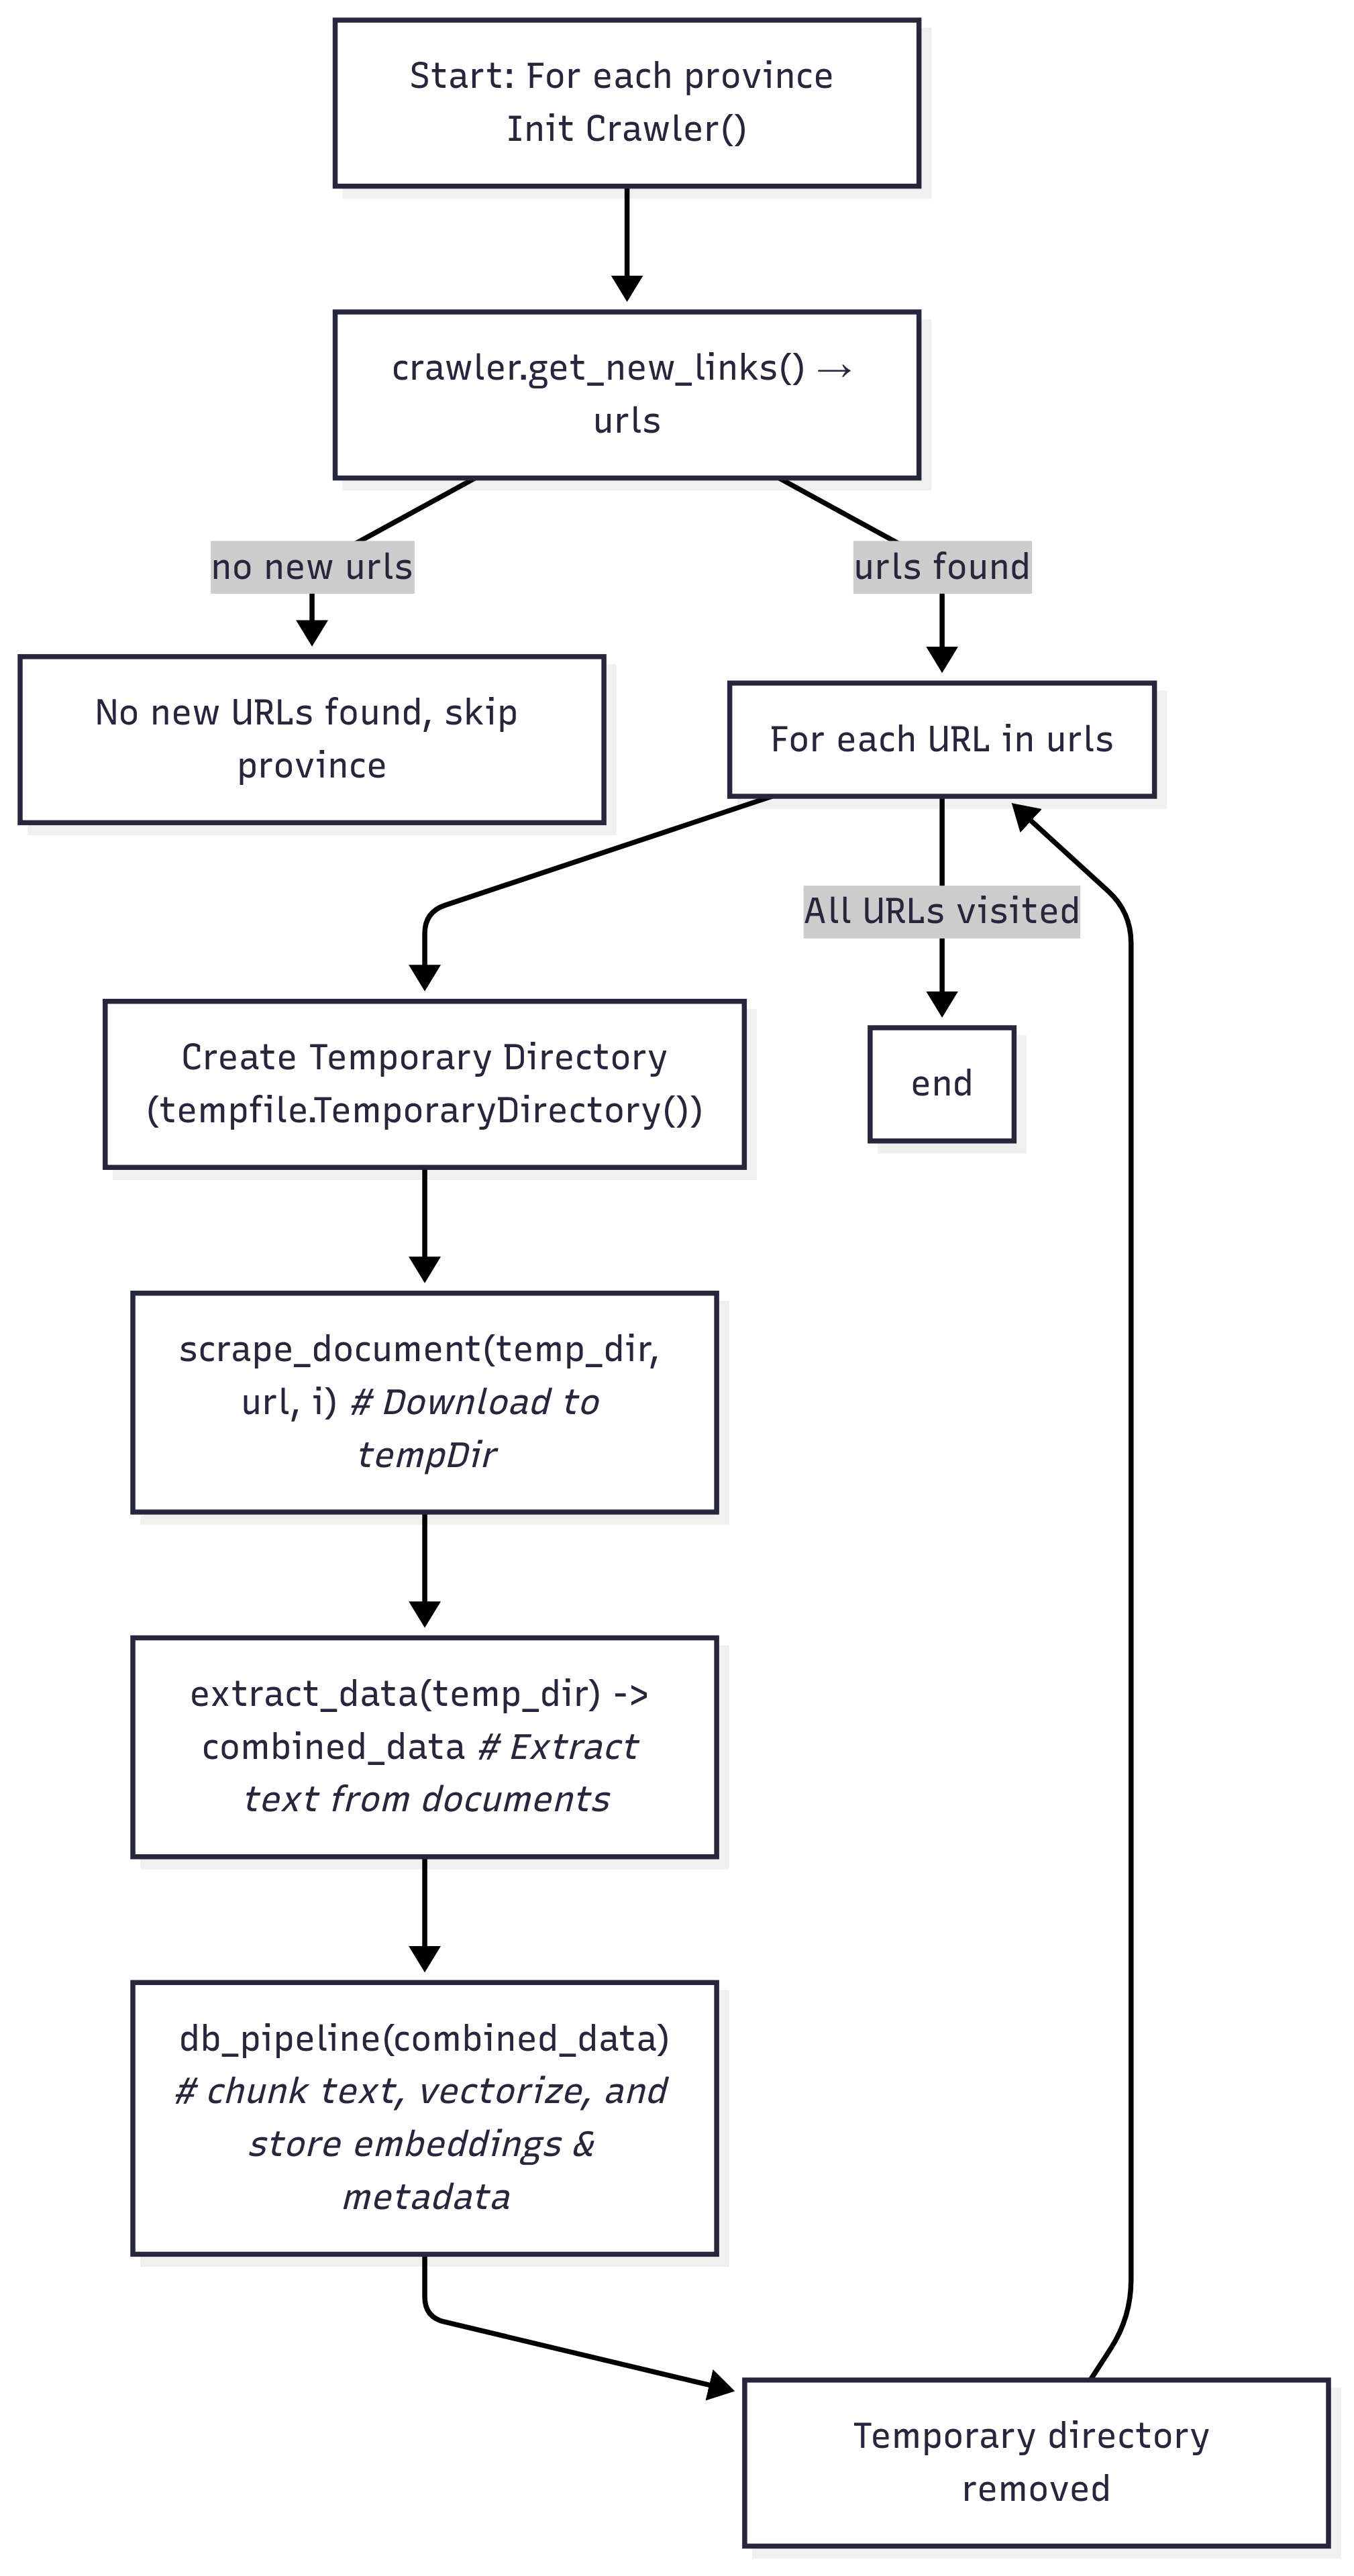 Start: For each province
Init Crawler()
crawler.get_new_links() →
urls
no new urls
urls found
No new URLs found, skip
province
For each URL in urls
All URLs visited
Create Temporary Directory
(tempfile.TemporaryDirectory())
end
scrape_document(temp_dir,
url, i) # Download to
tempDir
extract_data(temp_dir) ->
combined_data # Extract
text from documents
db_pipeline(combined_data)
# chunk text, vectorize, and
store embeddings &
metadata
Temporary directory
removed